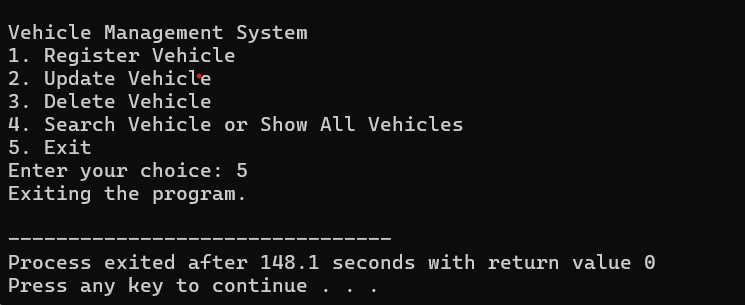 Vehicle Management System
1. Register Vehicle
2. Update Vehicle
3. Delete Vehicle
4. Search Vehicle or Show All Vehicles
5. Exit
Enter your choice: 5
Exiting the program.
--------------------------------
Process exited after 148.1 seconds with return value 0
Press any key to continue . . .